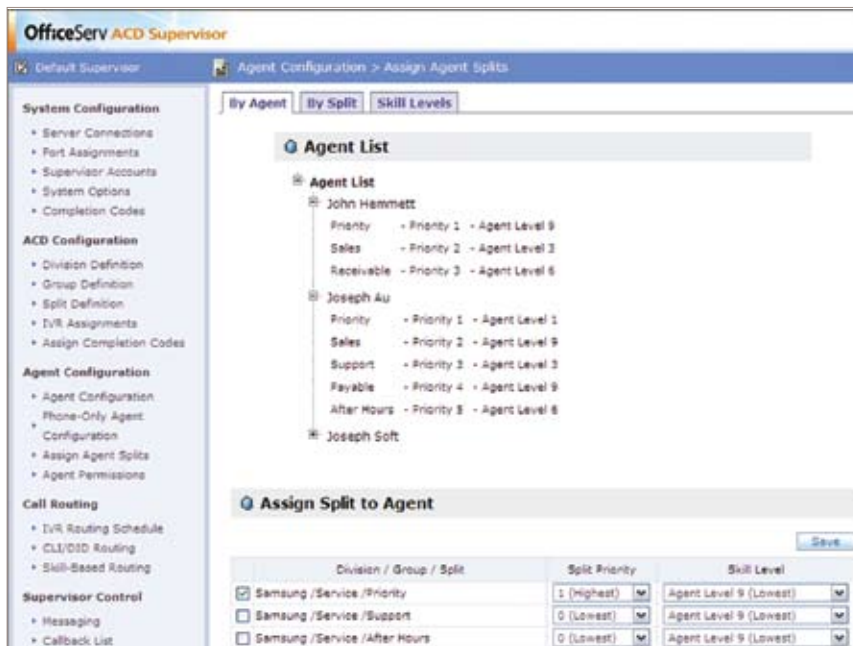 OfficeServ ACD Supervisor
Default Supervisor
Agent Configuration > Assign Agent Splits
System Configuration
Server Connections
Port Assignments
Supervisor Accounts
System Options
Completion Codes
ACD Configuration
Division Definition
Group Definition
Split Definition
IVR Assignments
Assign Completion Codes
Agent Configuration
Agent Configuration
Phone-Only Agent
Configuration
Assign Agent Splits
Agent Permissions
Call Routing
IVR Routing Schedule
CLI/DID Routing
Skill-Based Routing
Supervisor Control
Messaging
Callback List
By Agent By Split Skill Levels
Agent List
Agent List
John Hammett
Priority - Priority 1 - Agent Level 9
Sales - Priority 2 - Agent Level 3
Receivable - Priority 3 - Agent Level 6
Joseph Au
Priority - Priority 1 - Agent Level 1
Sales - Priority 2 - Agent Level 9
Support - Priority 3 - Agent Level 3
Payable - Priority 4 - Agent Level 9
After Hours - Priority 5 - Agent Level 6
Joseph Soft
Assign Split to Agent
Save
Division / Group / Split Split Priority Skill Level
Samsung /Service /Priority 1 (Highest) Agent Level 9 (Lowest)
Samsung /Service /Support 0 (Lowest) Agent Level 9 (Lowest)
Samsung /Service /After Hours 0 (Lowest) Agent Level 9 (Lowest)